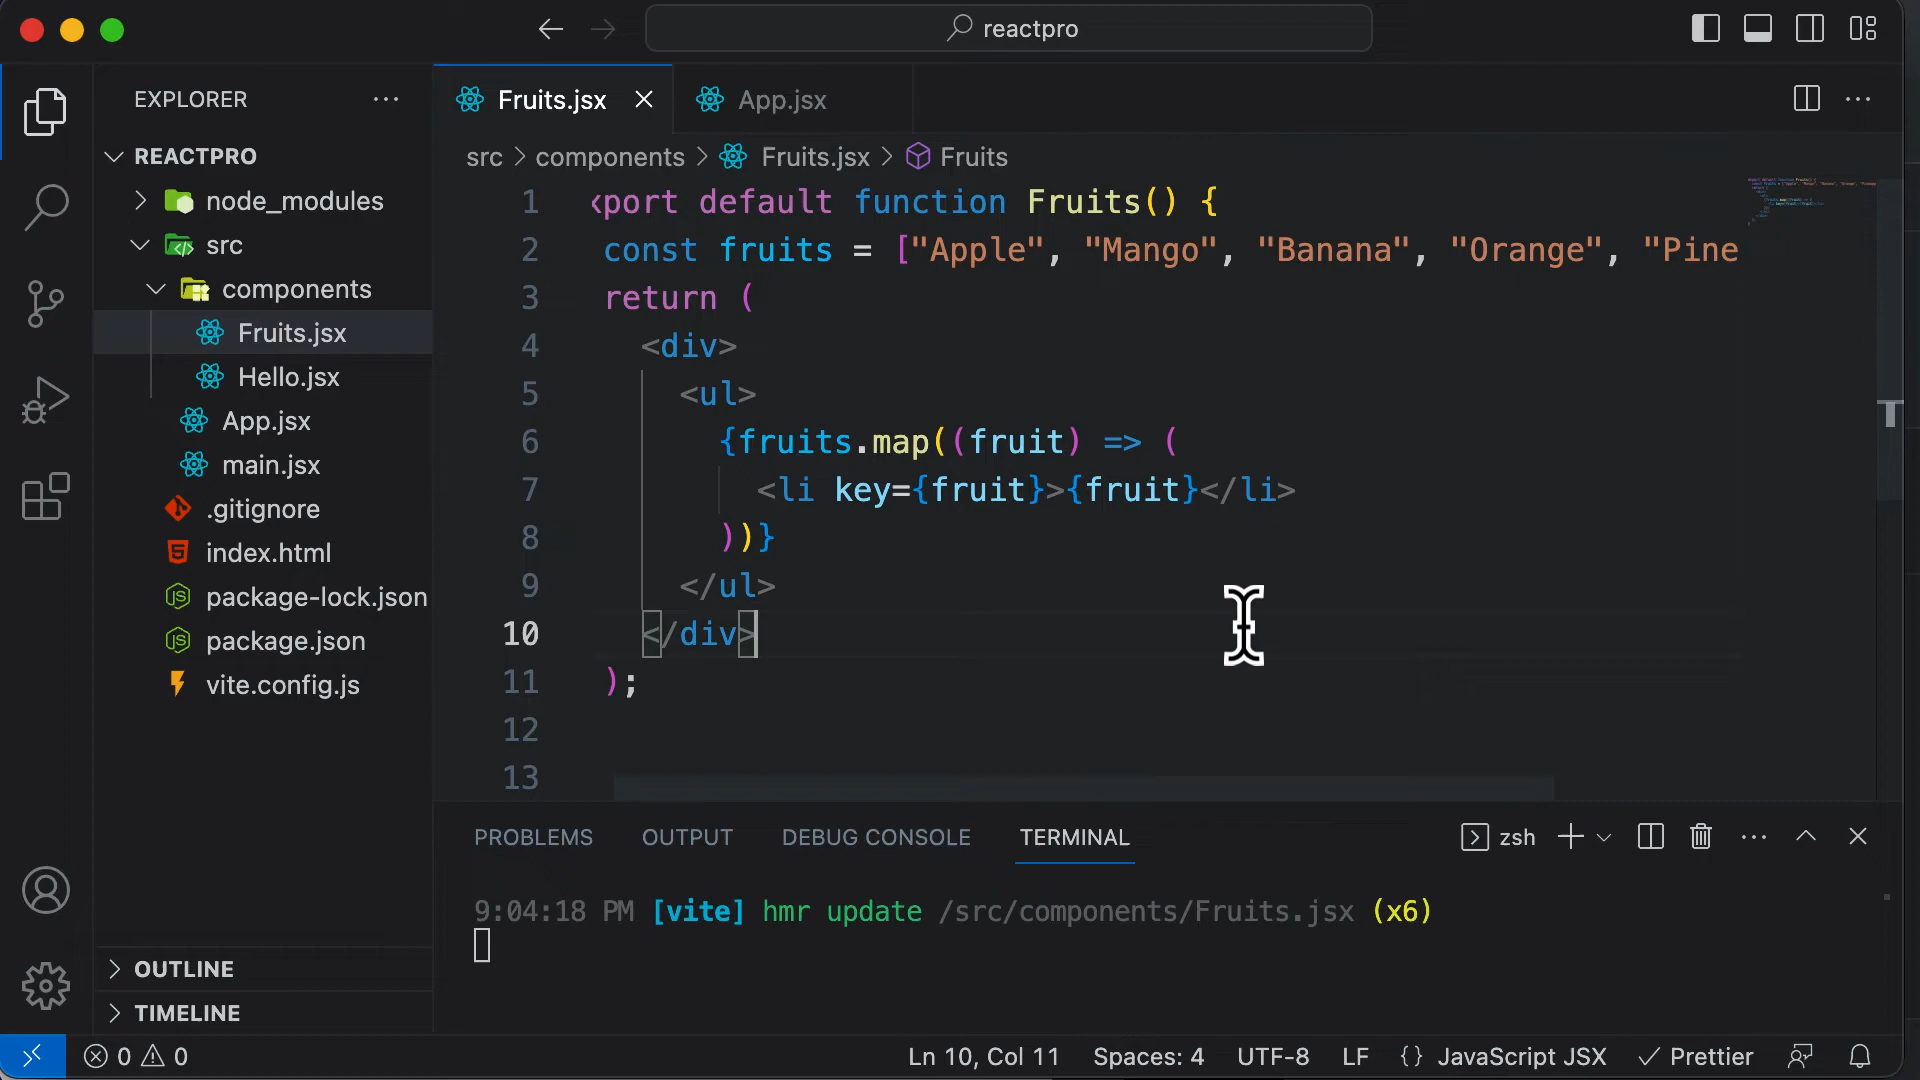 reactpro
EXPLORER
REACTPRO
node_modules
src
components
Fruits.jsx
Hello.jsx
App.jsx
main.jsx
.gitignore
index.html
package-lock.json
package.json
vite.config.js
OUTLINE
TIMELINE
Fruits.jsx
App.jsx
src > components > Fruits.jsx > Fruits
1 xport default function Fruits() {
2 const fruits = ["Apple", "Mango", "Banana", "Orange", "Pine
3 return (
4 <div>
5 <ul>
6 {fruits.map((fruit) => (
7 <li key={fruit}>{fruit}</li>
8 ))}
9 </ul>
10 </div>
11 );
12
13
PROBLEMS OUTPUT DEBUG CONSOLE TERMINAL zsh
9:04:18 PM [vite] hmr update /src/components/Fruits.jsx (x6)
0 0 Ln 10, Col 11 Spaces: 4 UTF-8 LF {} JavaScript JSX Prettier